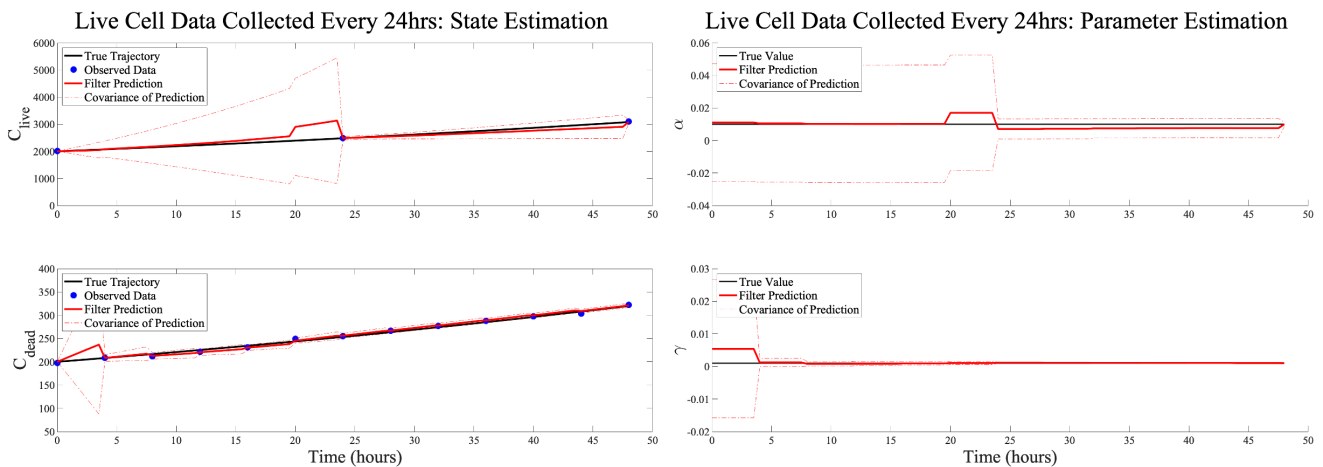 Live Cell Data Collected Every 24hrs: State Estimation
6000
5000
4000
3000
2000
1000
0
C live
True Trajectory
Observed Data
Filter Prediction
Covariance of Prediction
0 5 10 15 20 25 30 35 40 45 50
Live Cell Data Collected Every 24hrs: Parameter Estimation
0.06
0.04
0.02
0
-0.02
-0.04
α
True Value
Filter Prediction
Covariance of Prediction
0 5 10 15 20 25 30 35 40 45 50
400
350
300
250
200
150
100
50
C dead
True Trajectory
Observed Data
Filter Prediction
Covariance of Prediction
0 5 10 15 20 25 30 35 40 45 50
Time (hours)
0.03
0.02
0.01
0
-0.01
-0.02
γ
True Value
Filter Prediction
Covariance of Prediction
0 5 10 15 20 25 30 35 40 45 50
Time (hours)